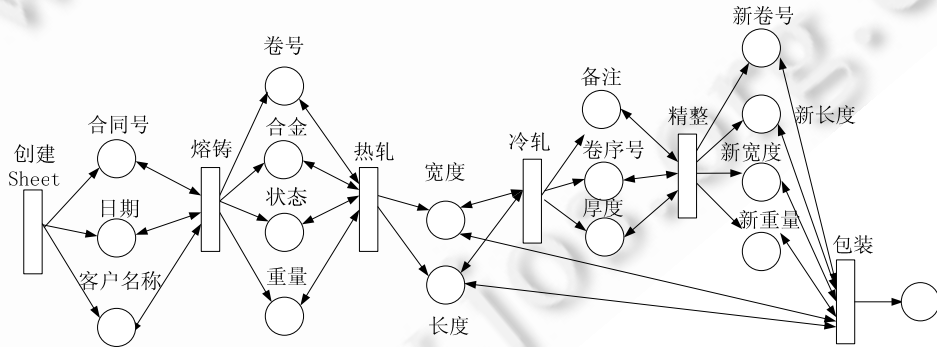 创建
Sheet
合同号
日期
客户名称
熔铸
卷号
合金
状态
重量
热轧
宽度
长度
冷轧
备注
卷序号
厚度
精整
新卷号
新长度
新宽度
新重量
包装